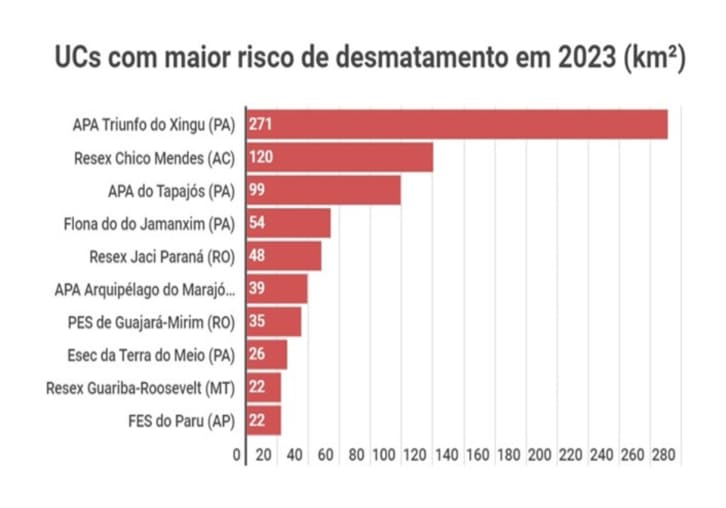 UCs com maior risco de desmatamento em 2023 (km²)
APA Triunfo do Xingu (PA) 271
Resex Chico Mendes (AC) 120
APA do Tapajós (PA) 99
Flona do do Jamanxim (PA) 54
Resex Jaci Paraná (RO) 48
APA Arquipélago do Marajó... 39
PES de Guajará-Mirim (RO) 35
Esec da Terra do Meio (PA) 26
Resex Guariba-Roosevelt (MT) 22
FES do Paru (AP) 22
0 20 40 60 80 100 120 140 160 180 200 220 240 260 280